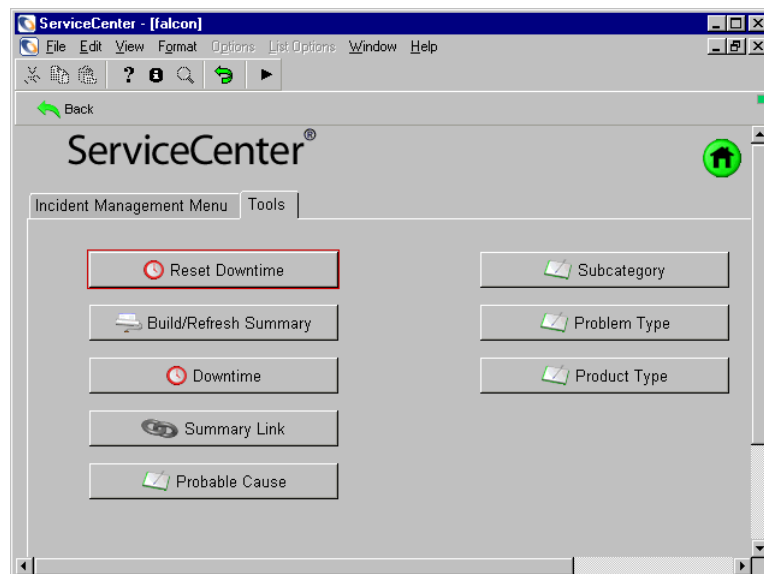 ServiceCenter - [falcon]
File Edit View Format Options List Options Window Help
?
Back
ServiceCenter®
Incident Management Menu Tools
Reset Downtime Subcategory
Build/Refresh Summary Problem Type
Downtime Product Type
Summary Link
Probable Cause